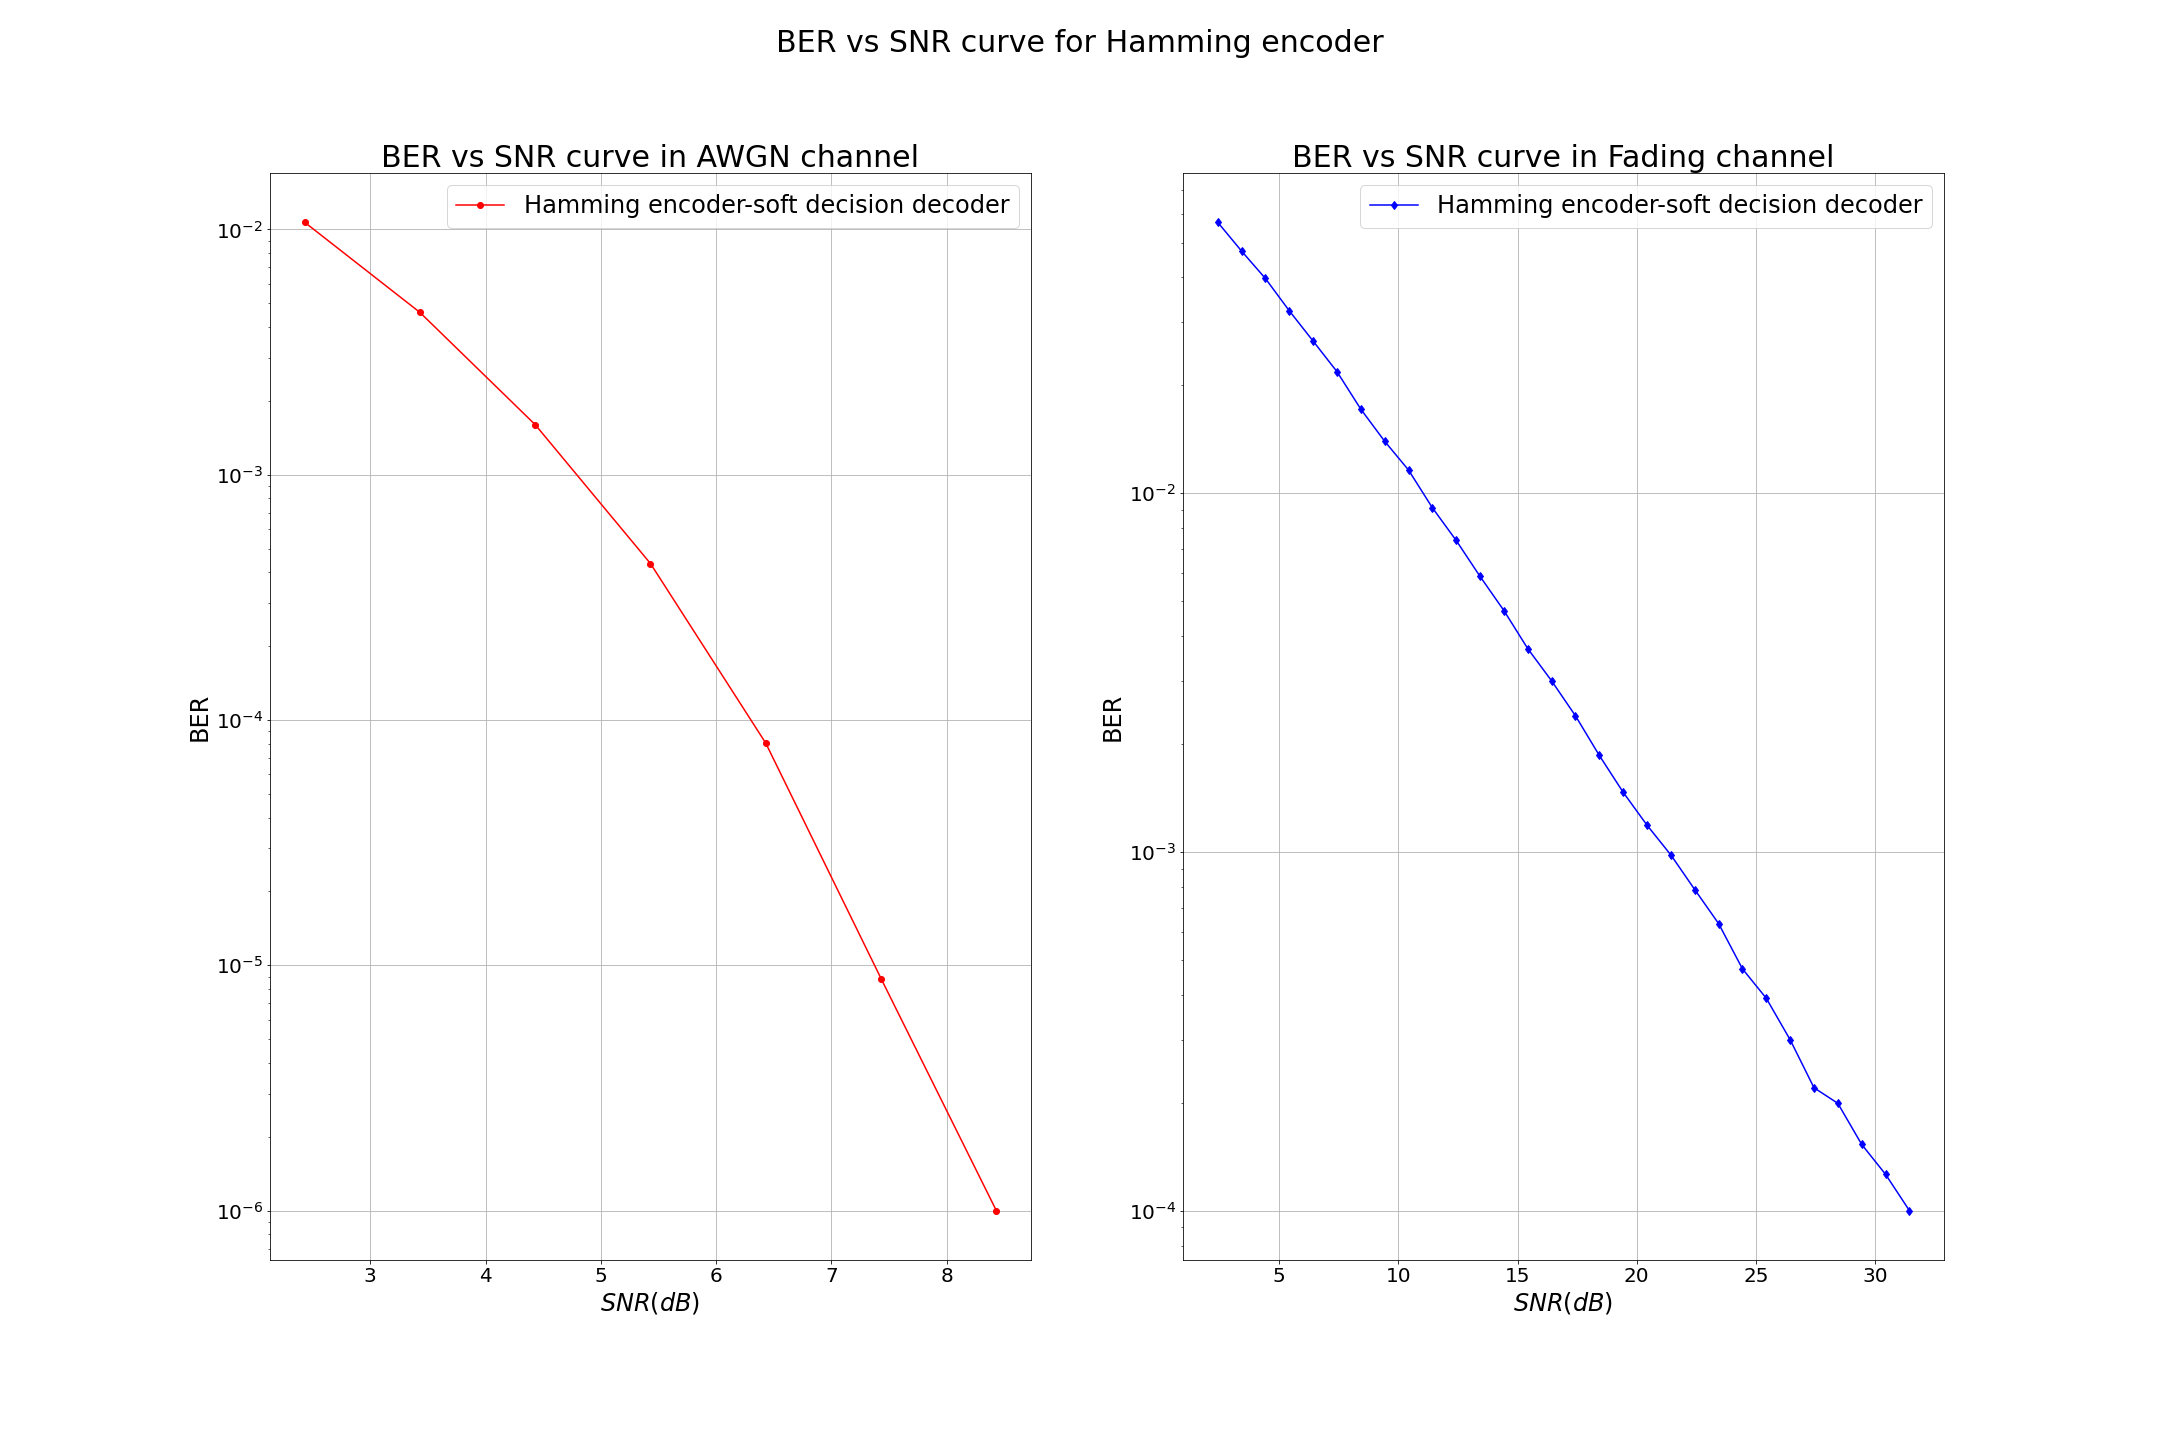 BER vs SNR curve for Hamming encoder
BER vs SNR curve in AWGN channel
Hamming encoder-soft decision decoder
10⁻²
10⁻³
10⁻⁴
10⁻⁵
10⁻⁶
BER
3 4 5 6 7 8
SNR(dB)
BER vs SNR curve in Fading channel
Hamming encoder-soft decision decoder
10⁻²
10⁻³
10⁻⁴
BER
5 10 15 20 25 30
SNR(dB)